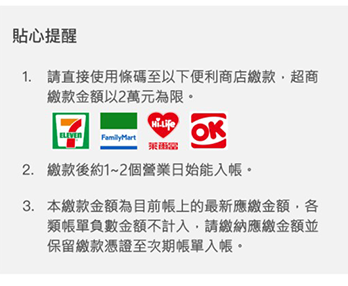 貼心提醒
1. 請直接使用條碼至以下便利商店繳款，超商
繳款金額以2萬元為限。
7 ELEVEN FamilyMart Hi-Life 萊爾富 OK
2. 繳款後約1~2個營業日始能入帳。
3. 本繳款金額為目前帳上的最新應繳金額，各
類帳單負數金額不計入，請繳納應繳金額並
保留繳款憑證至次期帳單入帳。